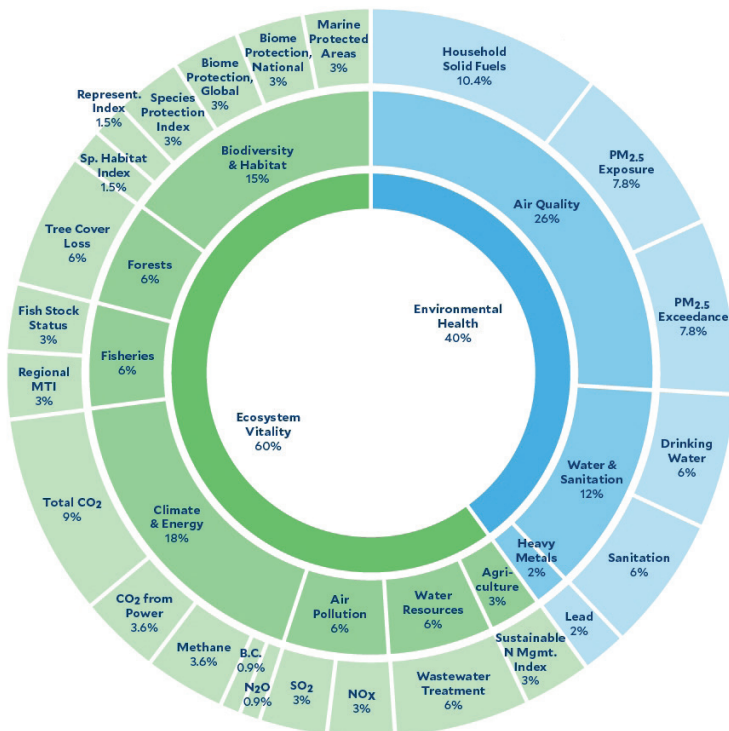 Household
Solid Fuels
10.4%
PM2.5
Exposure
7.8%
PM2.5
Exceedance
7.8%
Drinking
Water
6%
Sanitation
6%
Lead
2%
Sustainable
N Mgmt.
Index
3%
Wastewater
Treatment
6%
NOX
3%
SO2
3%
N2O
0.9%
B.C.
0.9%
Methane
3.6%
CO2 from
Power
3.6%
Total CO2
9%
Regional
MTI
3%
Fish Stock
Status
3%
Tree Cover
Loss
6%
Sp. Habitat
Index
1.5%
Represent.
Index
1.5%
Species
Protection
Index
3%
Biome
Protection,
Global
3%
Biome
Protection,
National
3%
Marine
Protected
Areas
3%
Air Quality
26%
Water &
Sanitation
12%
Heavy
Metals
2%
Agri-
culture
3%
Water
Resources
6%
Air
Pollution
6%
Climate
& Energy
18%
Fisheries
6%
Forests
6%
Biodiversity
& Habitat
15%
Environmental
Health
40%
Ecosystem
Vitality
60%